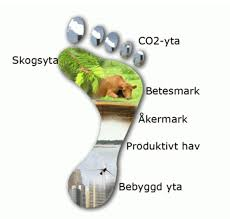 CO2-yta
Skogsyta
Betesmark
Åkermark
Produktivt hav
Bebyggd yta